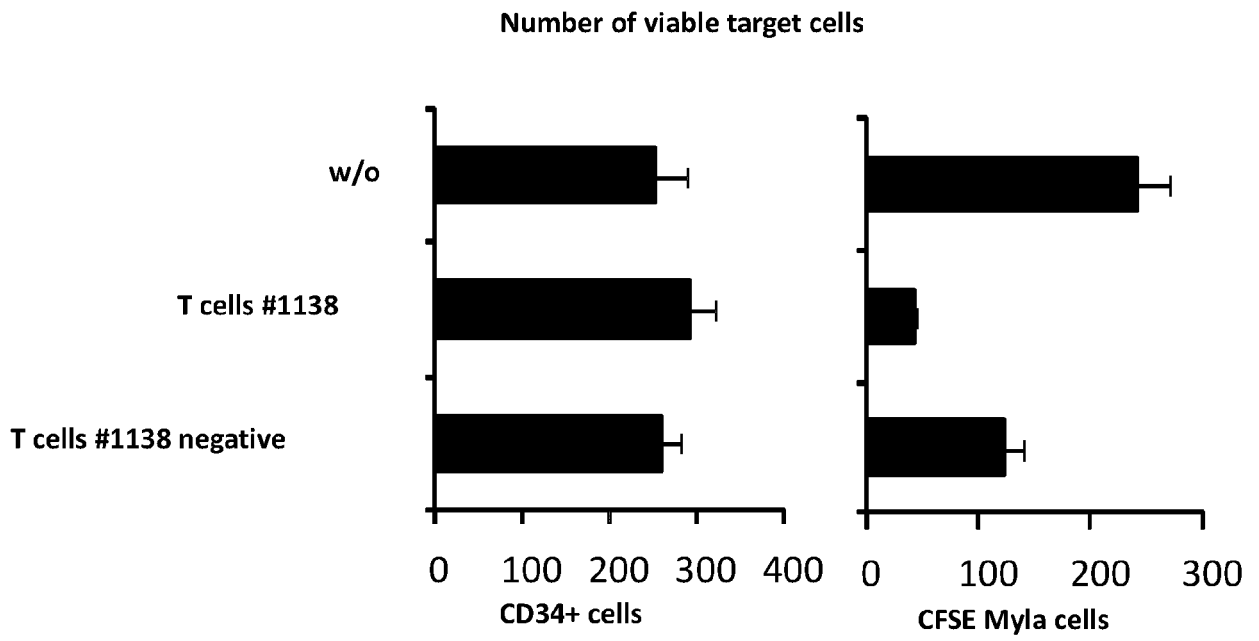 Number of viable target cells
w/o
T cells #1138
T cells #1138 negative
0 100 200 300 400
CD34+ cells
0 100 200 300
CFSE Myla cells